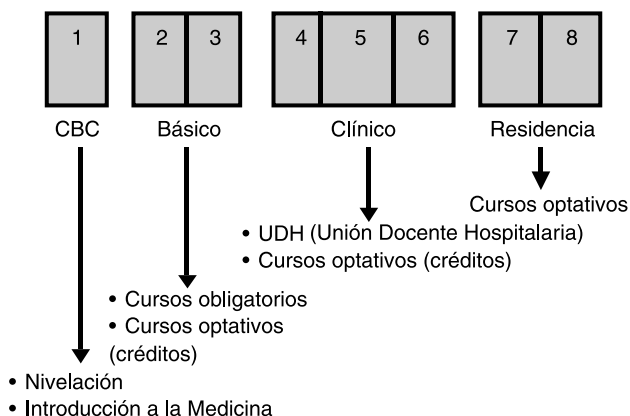 1 2 3 4 5 6 7 8
CBC Básico Clínico Residencia
Cursos optativos
• UDH (Unión Docente Hospitalaria)
• Cursos optativos (créditos)
• Cursos obligatorios
• Cursos optativos
(créditos)
• Nivelación
• Introducción a la Medicina